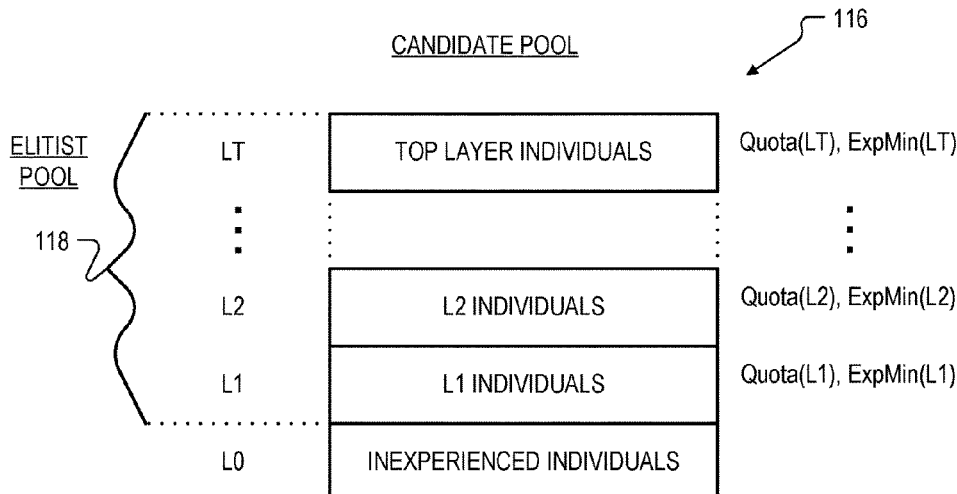 116
CANDIDATE POOL
ELITIST
POOL
LT
TOP LAYER INDIVIDUALS
Quota(LT), ExpMin(LT)
118
L2
L2 INDIVIDUALS
Quota(L2), ExpMin(L2)
L1
L1 INDIVIDUALS
Quota(L1), ExpMin(L1)
L0
INEXPERIENCED INDIVIDUALS